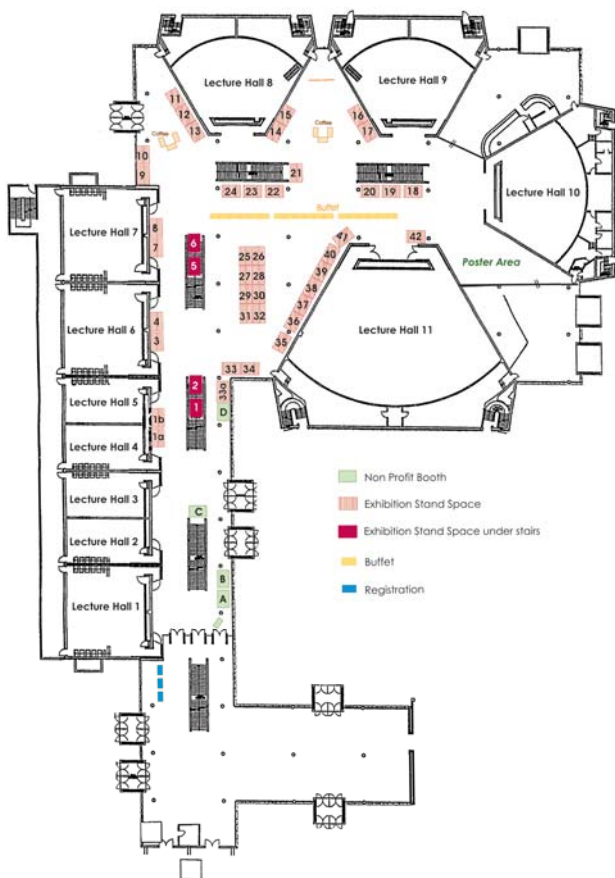 Lecture Hall 8
Lecture Hall 9
11
12
13
15
14
16
17
Coffee
Coffee
10
9
21
24 23 22
20 19 18
Lecture Hall 10
Buffet
Lecture Hall 7
8
7
6
5
25 26
27 28
29 30
31 32
41
40
39
38
37
36
35
42
Poster Area
Lecture Hall 11
Lecture Hall 6
4
3
33 34
33a
D
2
1
Lecture Hall 5
1b
1a
Lecture Hall 4
Lecture Hall 3
C
Lecture Hall 2
B
A
Lecture Hall 1
Non Profit Booth
Exhibition Stand Space
Exhibition Stand Space under stairs
Buffet
Registration